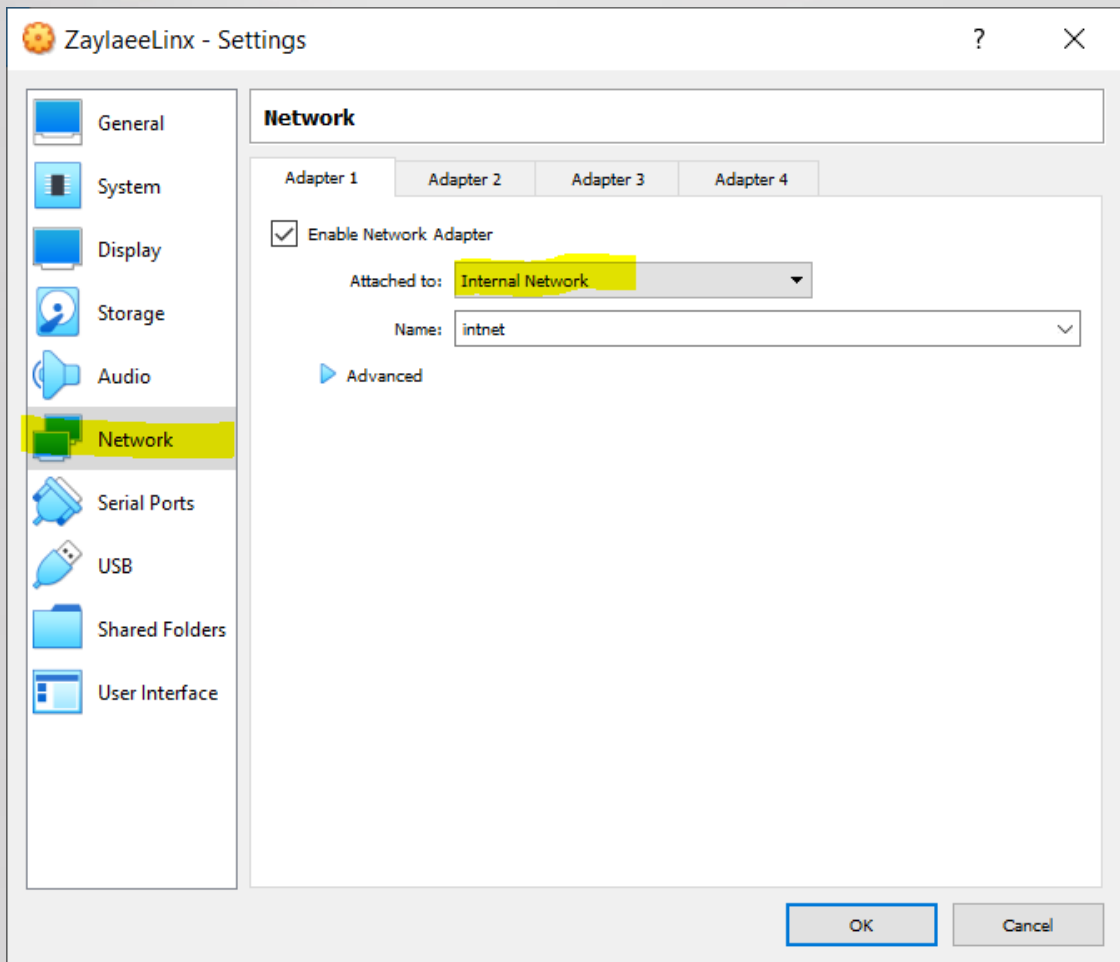 ZaylaeeLinx - Settings
?
General
System
Display
Storage
Audio
Network
Serial Ports
USB
Shared Folders
User Interface
Network
Adapter 1 Adapter 2 Adapter 3 Adapter 4
Enable Network Adapter
Attached to: Internal Network
Name: intnet
Advanced
OK Cancel